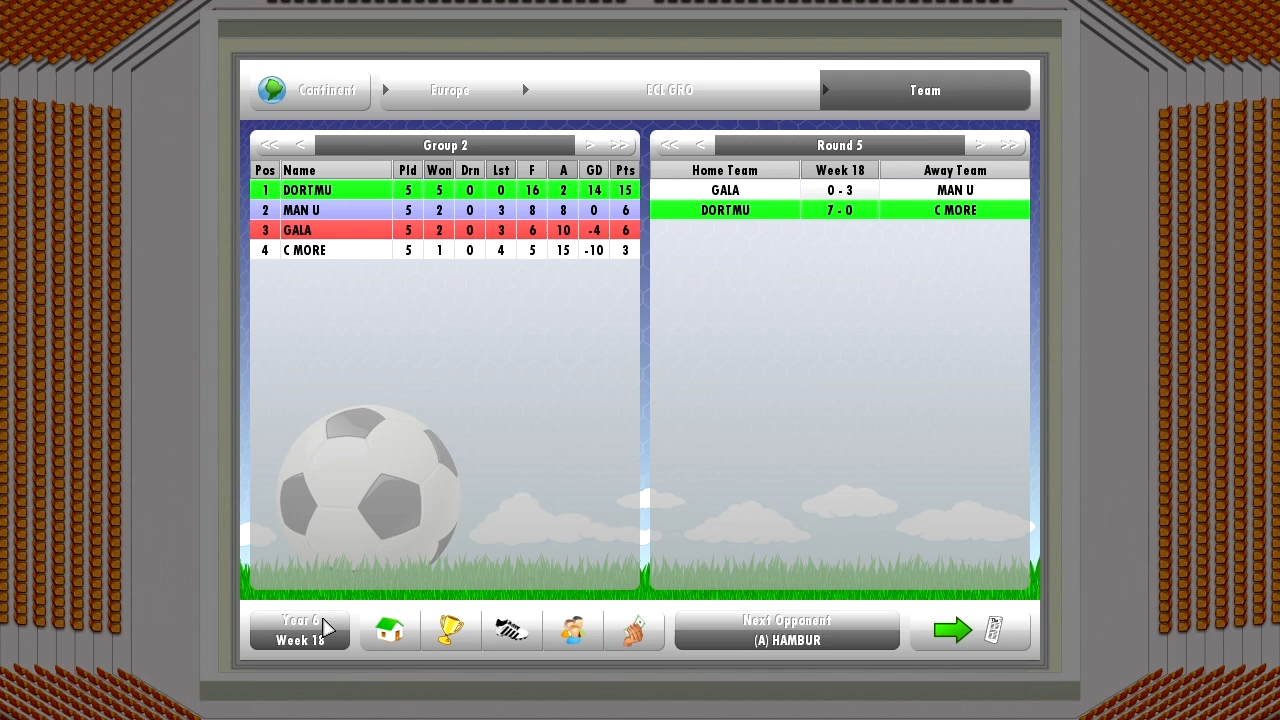 Continent Europe ECL GRO Team
<< < Group 2 > >>
Pos Name Pld Won Drn Lst F A GD Pts
1 DORTMU 5 5 0 0 16 2 14 15
2 MAN U 5 2 0 3 8 8 0 6
3 GALA 5 2 0 3 6 10 -4 6
4 C MORE 5 1 0 4 5 15 -10 3
<< < Round 5 > >>
Home Team Week 18 Away Team
GALA 0 - 3 MAN U
DORTMU 7 - 0 C MORE
Year 6
Week 18
Next Opponent
(A) HAMBUR